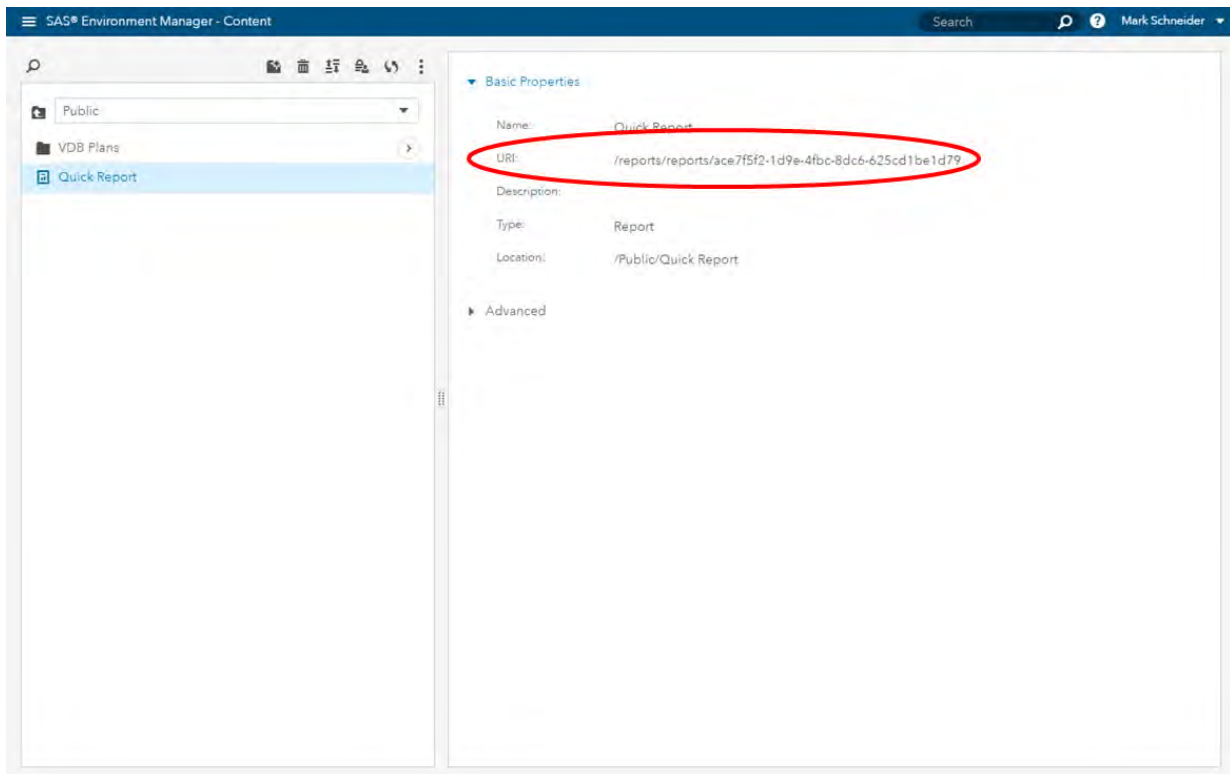 SAS® Environment Manager - Content
Search
Mark Schneider
Public
VDB Plans
Quick Report
Basic Properties
Name: Quick Report
URI: /reports/reports/ace7f5f2-1d9e-4fbc-8dc6-625cd1be1d79
Description:
Type: Report
Location: /Public/Quick Report
Advanced